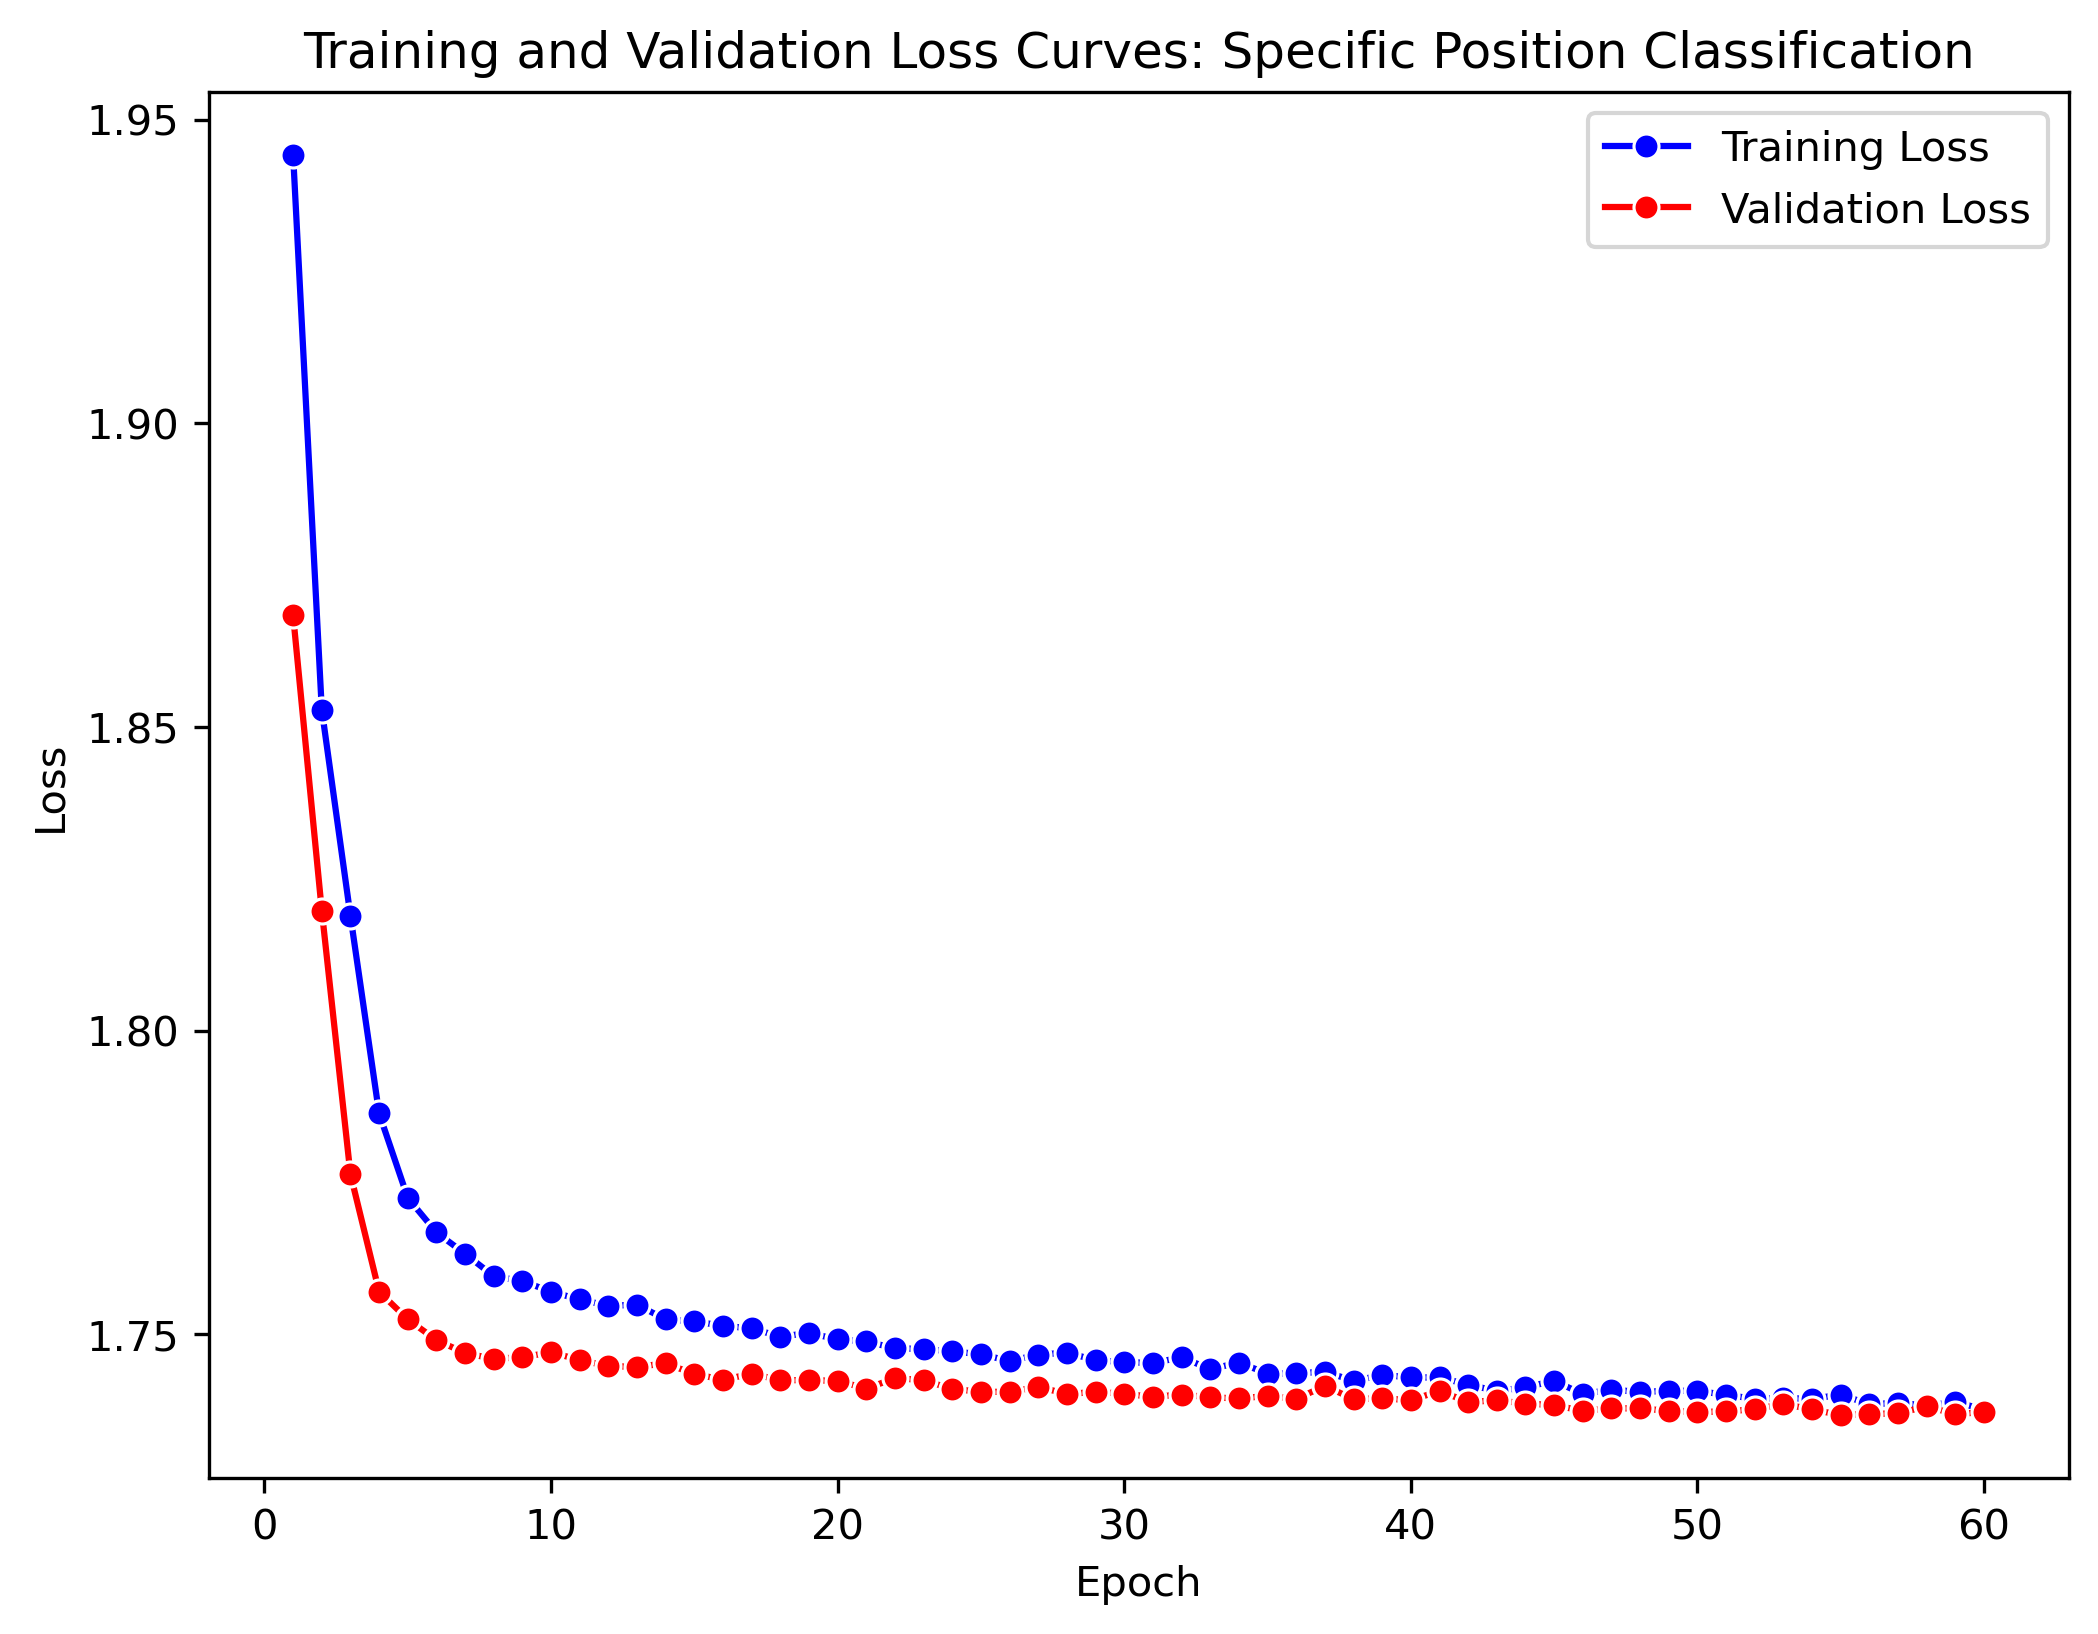 Training and Validation Loss Curves: Specific Position Classification
Training Loss
Validation Loss
1.95
1.90
1.85
1.80
1.75
Loss
0 10 20 30 40 50 60
Epoch